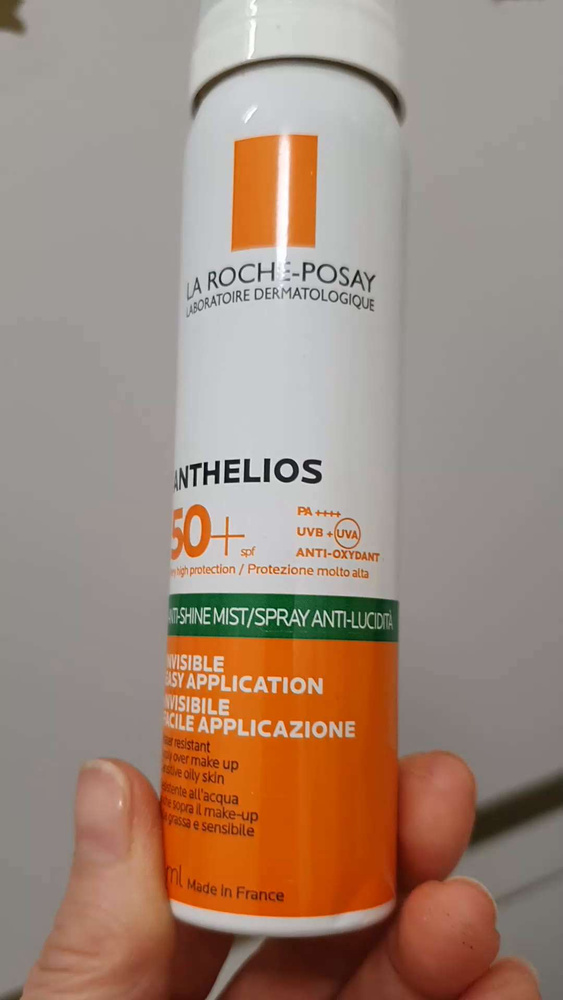 LA ROCHE-POSAY
LABORATOIRE DERMATOLOGIQUE
ANTHELIOS
50+ spf
PA ++++
UVB + UVA
ANTI-OXYDANT
high protection / Protezione molto alta
ANTI-SHINE MIST/SPRAY ANTI-LUCIDITÀ
INVISIBLE
EASY APPLICATION
INVISIBILE
FACILE APPLICAZIONE
resistant
over make up
oily skin
all'acqua
sopra il make-up
grassa e sensibile
ml Made in France